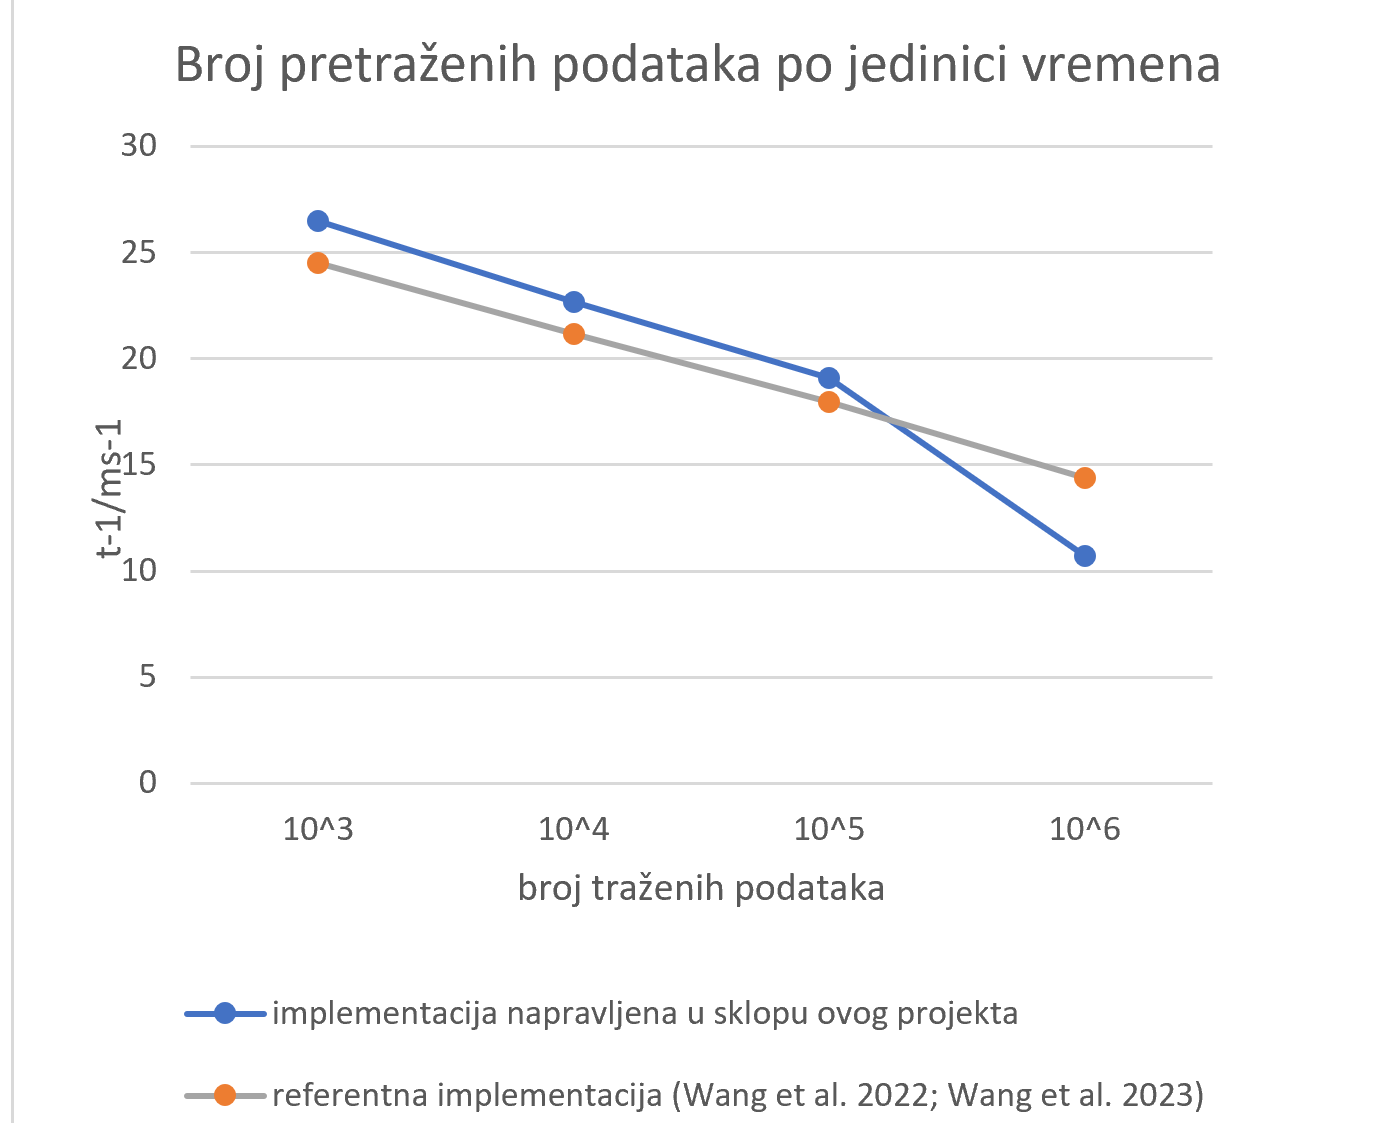 Broj pretraženih podataka po jedinici vremena
30
25
20
15
10
5
0
t-1/ms-1
10^3 10^4 10^5 10^6
broj traženih podataka
implementacija napravljena u sklopu ovog projekta
referentna implementacija (Wang et al. 2022; Wang et al. 2023)